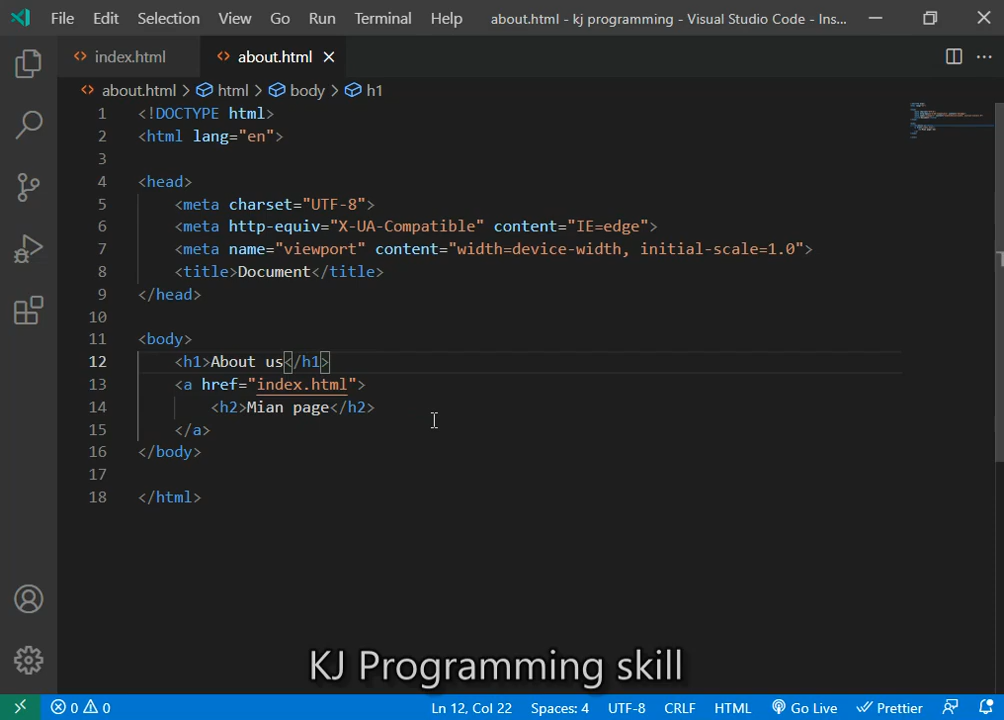 File Edit Selection View Go Run Terminal Help about.html - kj programming - Visual Studio Code - Ins...
index.html about.html
about.html > html > body > h1
1 <!DOCTYPE html>
2 <html lang="en">
3
4 <head>
5 <meta charset="UTF-8">
6 <meta http-equiv="X-UA-Compatible" content="IE=edge">
7 <meta name="viewport" content="width=device-width, initial-scale=1.0">
8 <title>Document</title>
9 </head>
10
11 <body>
12 <h1>About us</h1>
13 <a href="index.html">
14 <h2>Mian page</h2>
15 </a>
16 </body>
17
18 </html>
KJ Programming skill
0 0 Ln 12, Col 22 Spaces: 4 UTF-8 CRLF HTML Go Live Prettier